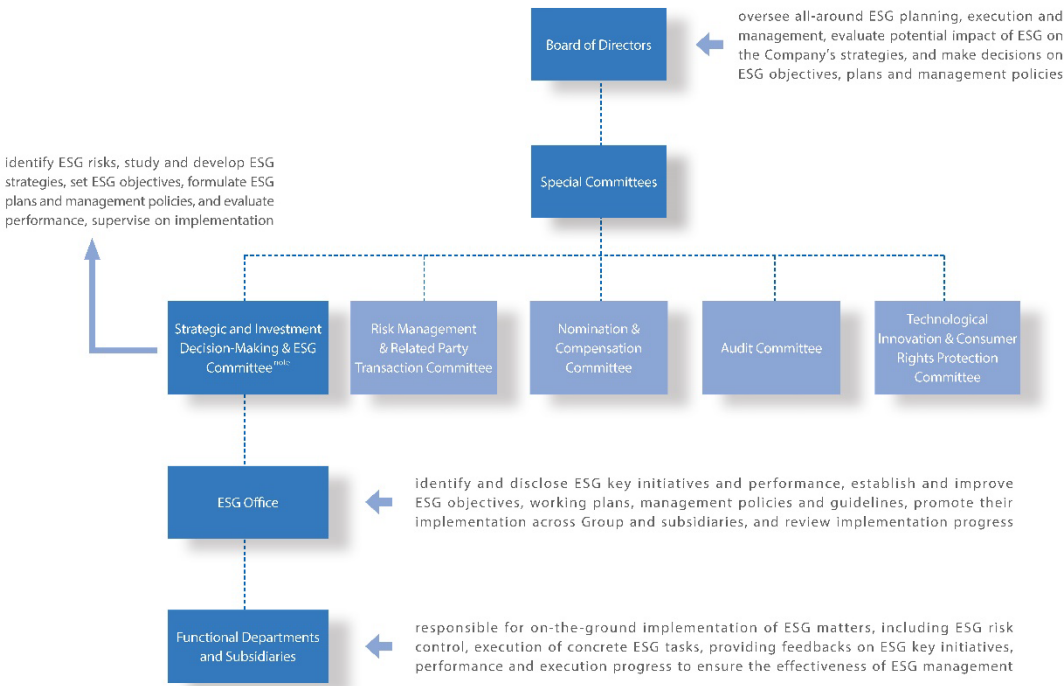 Board of Directors
oversee all-around ESG planning, execution and
management, evaluate potential impact of ESG on
the Company's strategies, and make decisions on
ESG objectives, plans and management policies
identify ESG risks, study and develop ESG
strategies, set ESG objectives, formulate ESG
plans and management policies, and evaluate
performance, supervise on implementation
Special Committees
Strategic and Investment
Decision-Making & ESG
Committee note
Risk Management
& Related Party
Transaction Committee
Nomination &
Compensation
Committee
Audit Committee
Technological
Innovation & Consumer
Rights Protection
Committee
ESG Office
identify and disclose ESG key initiatives and performance, establish and improve
ESG objectives, working plans, management policies and guidelines, promote their
implementation across Group and subsidiaries, and review implementation progress
Functional Departments
and Subsidiaries
responsible for on-the-ground implementation of ESG matters, including ESG risk
control, execution of concrete ESG tasks, providing feedbacks on ESG key initiatives,
performance and execution progress to ensure the effectiveness of ESG management